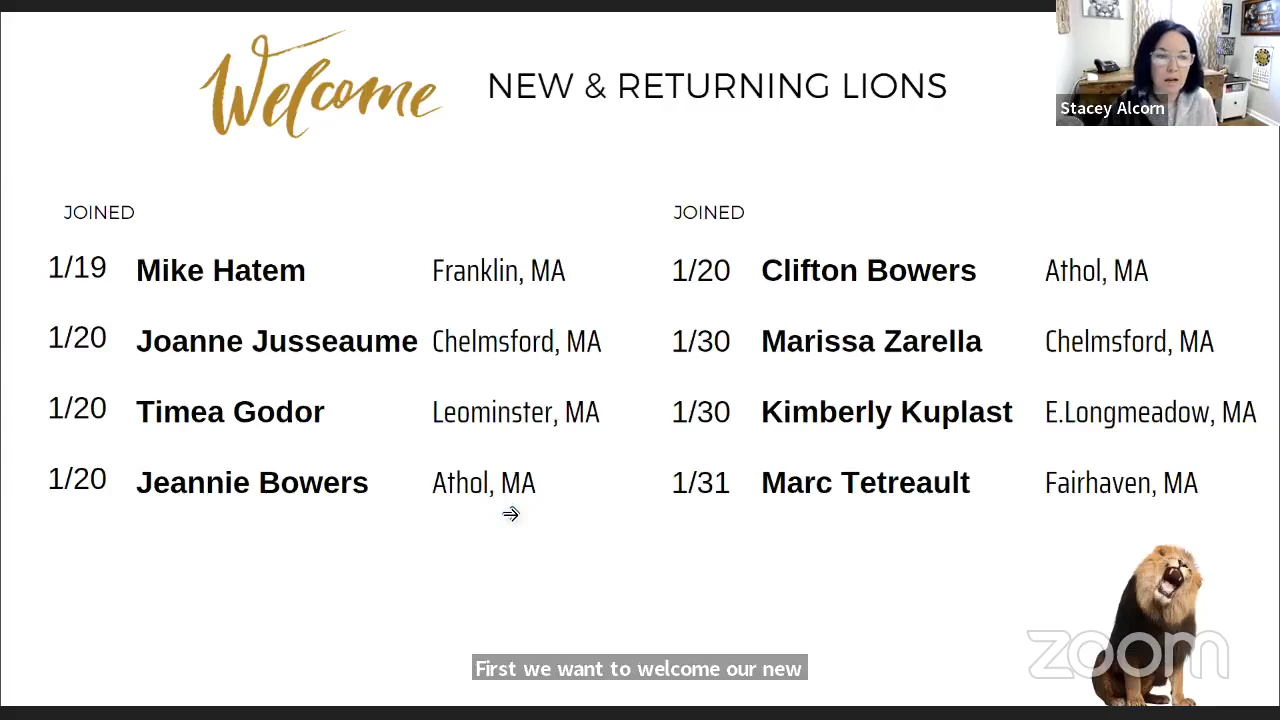 Welcome NEW & RETURNING LIONS
Stacey Alcorn
JOINED JOINED
1/19 Mike Hatem Franklin, MA 1/20 Clifton Bowers Athol, MA
1/20 Joanne Jusseaume Chelmsford, MA 1/30 Marissa Zarella Chelmsford, MA
1/20 Timea Godor Leominster, MA 1/30 Kimberly Kuplast E.Longmeadow, MA
1/20 Jeannie Bowers Athol, MA 1/31 Marc Tetreault Fairhaven, MA
First we want to welcome our new
zoom